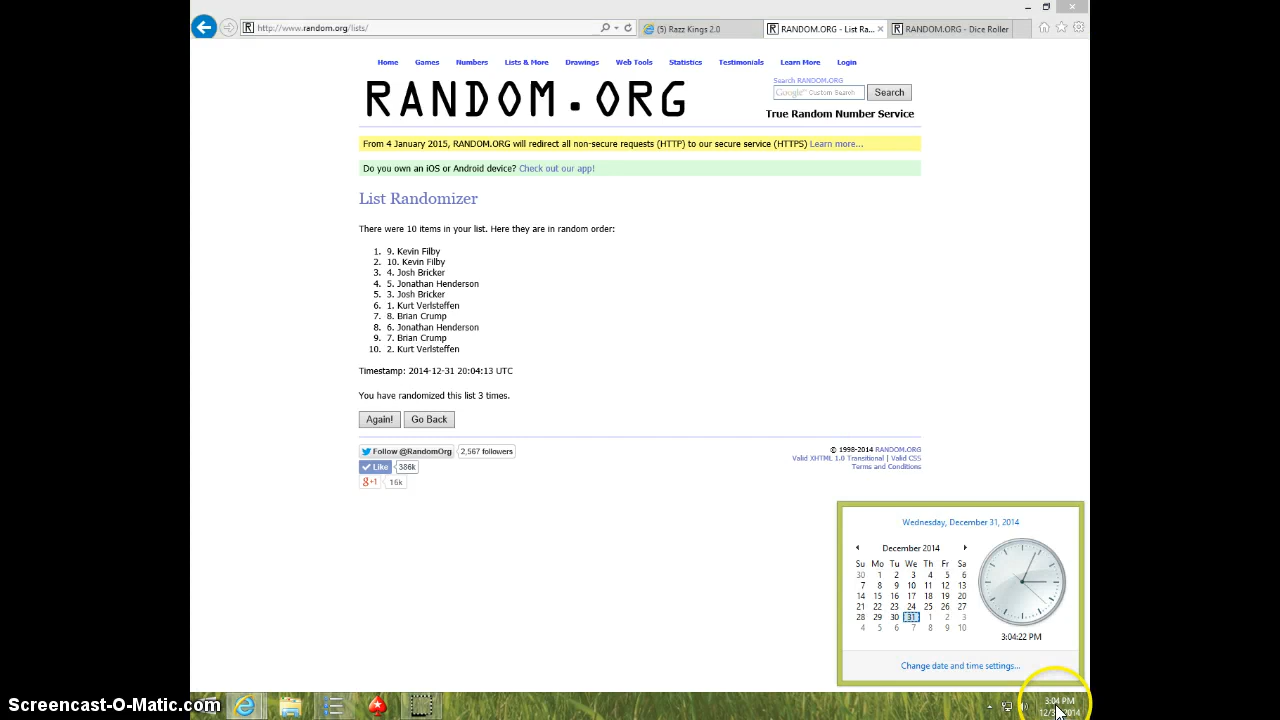 http://www.random.org/lists/
(5) Razz Kings 2.0
RANDOM.ORG - List Ra...
RANDOM.ORG - Dice Roller
Home Games Numbers Lists & More Drawings Web Tools Statistics Testimonials Learn More Login
Search RANDOM.ORG
RANDOM.ORG
Google™ Custom Search
Search
True Random Number Service
From 4 January 2015, RANDOM.ORG will redirect all non-secure requests (HTTP) to our secure service (HTTPS) Learn more...
Do you own an iOS or Android device? Check out our app!
List Randomizer
There were 10 items in your list. Here they are in random order:
1. 9. Kevin Filby
2. 10. Kevin Filby
3. 4. Josh Bricker
4. 5. Jonathan Henderson
5. 3. Josh Bricker
6. 1. Kurt Verlsteffen
7. 8. Brian Crump
8. 6. Jonathan Henderson
9. 7. Brian Crump
10. 2. Kurt Verlsteffen
Timestamp: 2014-12-31 20:04:13 UTC
You have randomized this list 3 times.
Again! Go Back
Follow @RandomOrg 2,567 followers
Like 386k
g+1 16k
© 1998-2014 RANDOM.ORG
Valid XHTML 1.0 Transitional | Valid CSS
Terms and Conditions
Wednesday, December 31, 2014
December 2014
Su Mo Tu We Th Fr Sa
30 1 2 3 4 5 6
7 8 9 10 11 12 13
14 15 16 17 18 19 20
21 22 23 24 25 26 27
28 29 30 31 1 2 3
4 5 6 7 8 9 10
3:04:22 PM
Change date and time settings...
3:04 PM
Screencast-O-Matic.com